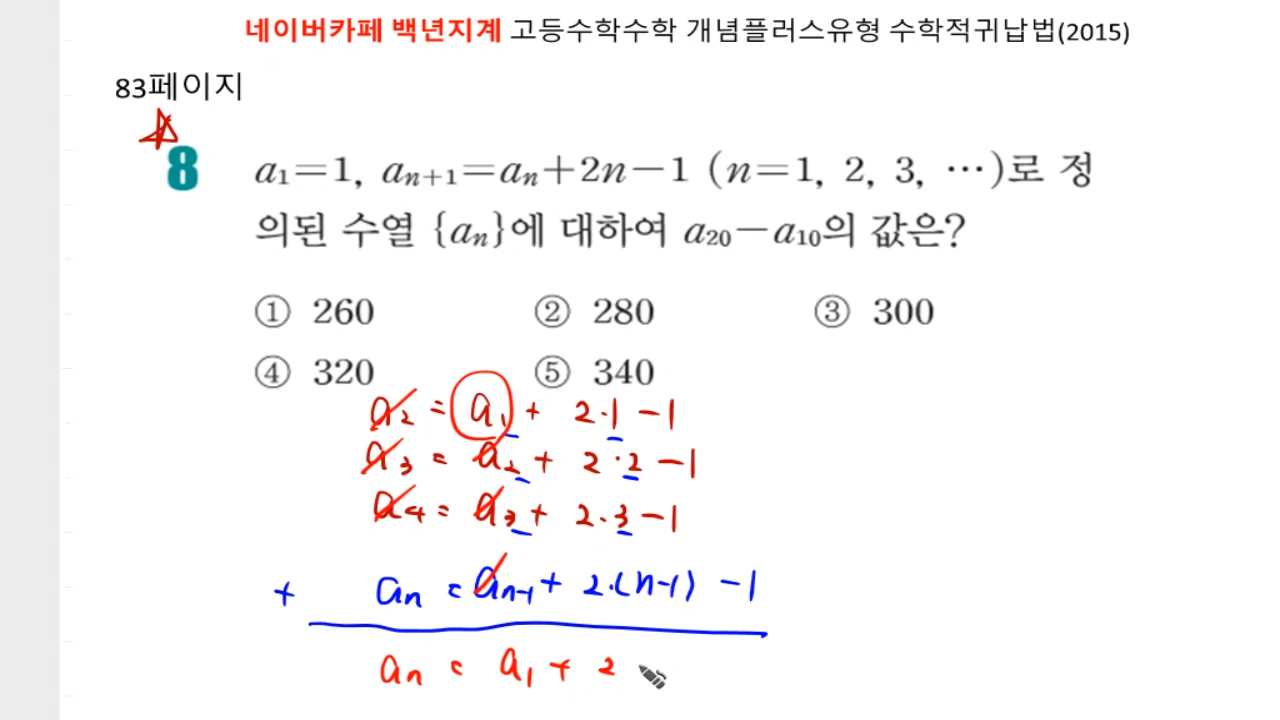 네이버카페 백년지계 고등수학수학 개념플러스유형 수학적귀납법(2015)
83페이지
8 a₁=1, aₙ₊₁=aₙ+2n−1 (n=1, 2, 3, ⋯)로 정
의된 수열 {aₙ}에 대하여 a₂₀−a₁₀의 값은?
① 260 ② 280 ③ 300
④ 320 ⑤ 340
a₂ = a₁ + 2·1 −1
a₃ = a₂ + 2·2 −1
a₄ = a₃ + 2·3 −1
+ aₙ = aₙ₋₁ + 2·(n−1) −1
aₙ = a₁ + 2